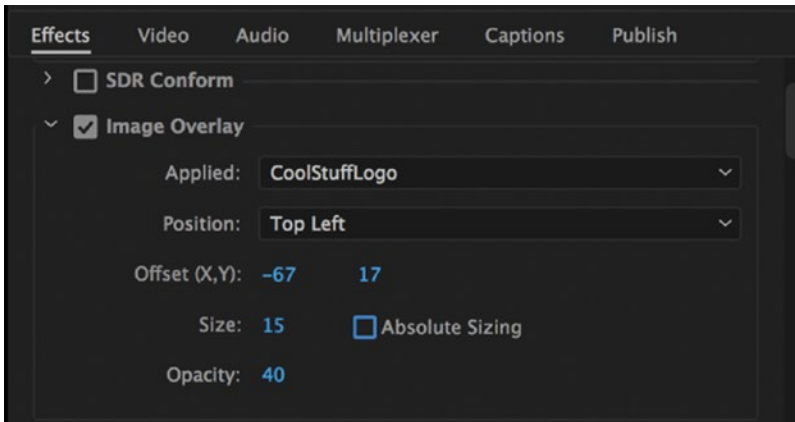 Effects Video Audio Multiplexer Captions Publish
SDR Conform
Image Overlay
Applied: CoolStuffLogo
Position: Top Left
Offset (X,Y): -67 17
Size: 15 Absolute Sizing
Opacity: 40